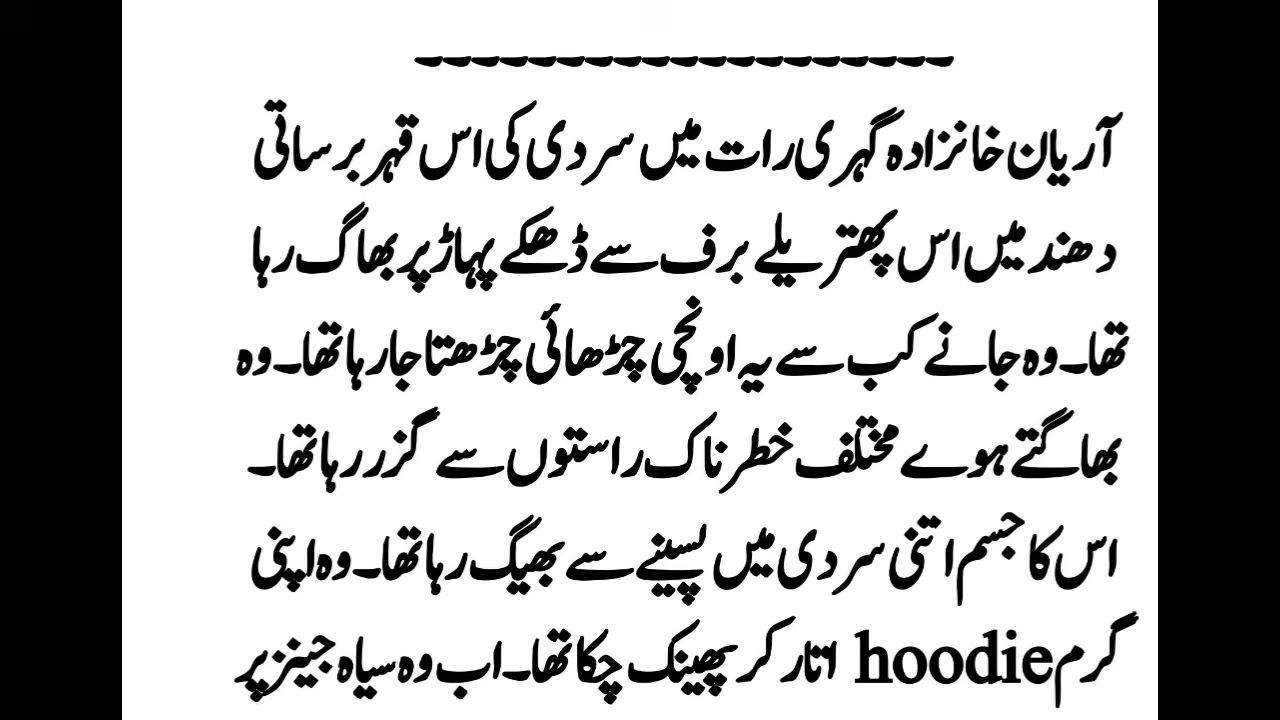 ـــــــــــــــــــــــــــــــــــــ
آریان خانزادہ گہری رات میں سردی کی اس قہر برساتی
دھند میں اس پھتریلے برف سے ڈھکے پہاڑ پر بھاگ رہا
تھا۔وہ جانے کب سے یہ اونچی چڑھائی چڑھتا جا رہا تھا۔وہ
بھاگتے ہوے مختلف خطرناک راستوں سے گزر رہا تھا۔
اس کا جسم اتنی سردی میں پسینے سے بھیگ رہا تھا۔وہ اپنی
گرم hoodie اتار کر پھینک چکا تھا۔اب وہ سیاہ جینز پر